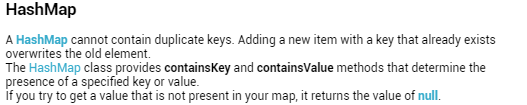 HashMap
A HashMap cannot contain duplicate keys. Adding a new item with a key that already exists
overwrites the old element.
The HashMap class provides containsKey and containsValue methods that determine the
presence of a specified key or value.
If you try to get a value that is not present in your map, it returns the value of null.